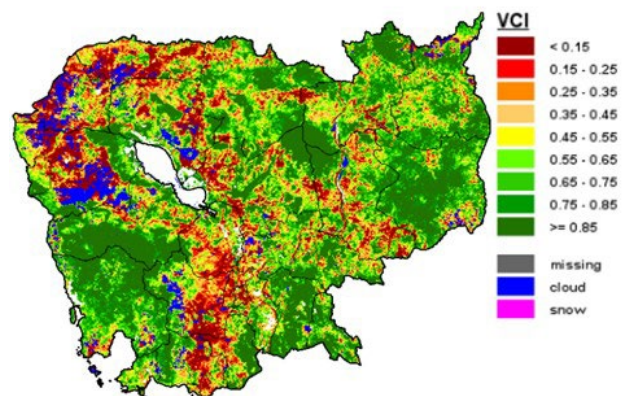 VCI
< 0.15
0.15 - 0.25
0.25 - 0.35
0.35 - 0.45
0.45 - 0.55
0.55 - 0.65
0.65 - 0.75
0.75 - 0.85
>= 0.85
missing
cloud
snow